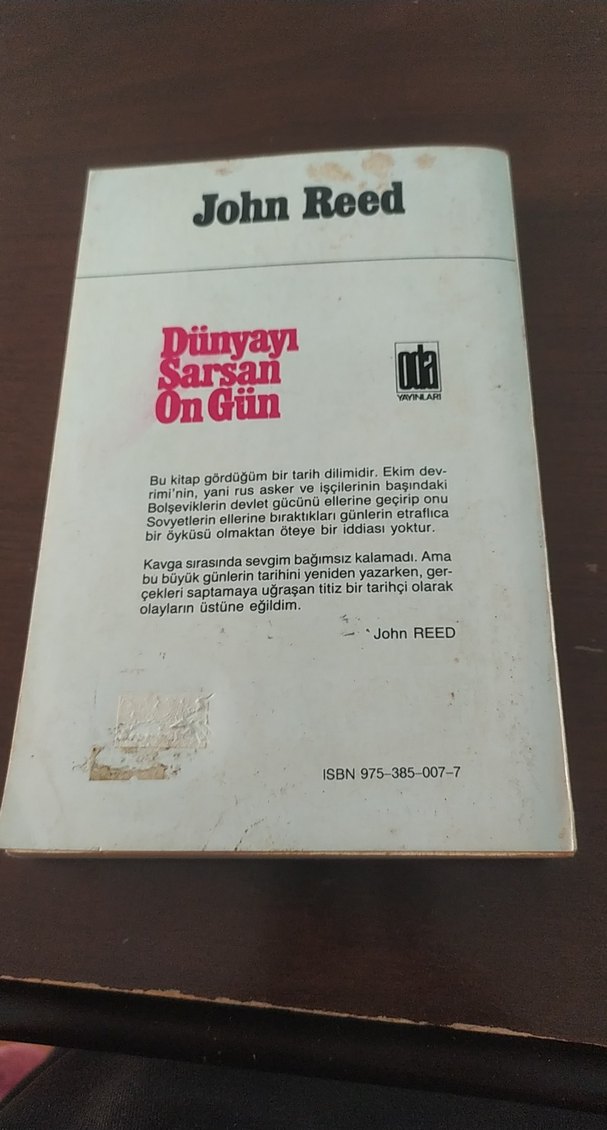 John Reed
Dünyayı
Sarsan
On Gün
oda
YAYINLARI
Bu kitap gördüğüm bir tarih dilimidir. Ekim dev-
rimi'nin, yani rus asker ve işçilerinin başındaki
Bolşeviklerin devlet gücünü ellerine geçirip onu
Sovyetlerin ellerine bıraktıkları günlerin etraflıca
bir öyküsü olmaktan öteye bir iddiası yoktur.
Kavga sırasında sevgim bağımsız kalamadı. Ama
bu büyük günlerin tarihini yeniden yazarken, ger-
çekleri saptamaya uğraşan titiz bir tarihçi olarak
olayların üstüne eğildim.
John REED
ISBN 975-385-007-7